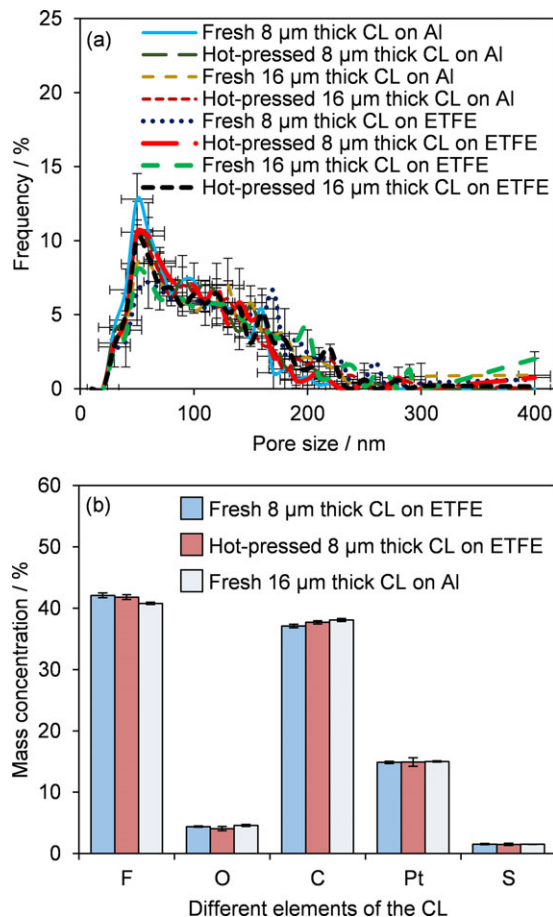 (a)
Fresh 8 µm thick CL on Al
Hot-pressed 8 µm thick CL on Al
Fresh 16 µm thick CL on Al
Hot-pressed 16 µm thick CL on Al
Fresh 8 µm thick CL on ETFE
Hot-pressed 8 µm thick CL on ETFE
Fresh 16 µm thick CL on ETFE
Hot-pressed 16 µm thick CL on ETFE
Frequency / %
25
20
15
10
5
0
0 100 200 300 400
Pore size / nm
(b)
Fresh 8 µm thick CL on ETFE
Hot-pressed 8 µm thick CL on ETFE
Fresh 16 µm thick CL on Al
Mass concentration / %
60
50
40
30
20
10
0
F O C Pt S
Different elements of the CL